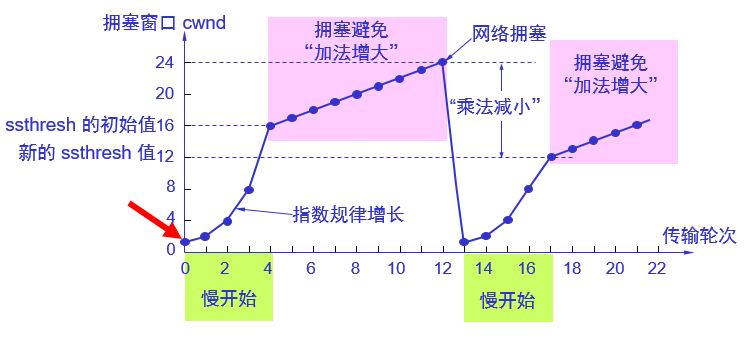 拥塞窗口 cwnd
拥塞避免
“加法增大”
网络拥塞
拥塞避免
“加法增大”
24
20
“乘法减小”
ssthresh 的初始值 16
新的 ssthresh 值 12
8
4
0
指数规律增长
传输轮次
0 2 4 6 8 10 12 14 16 18 20 22
慢开始
慢开始